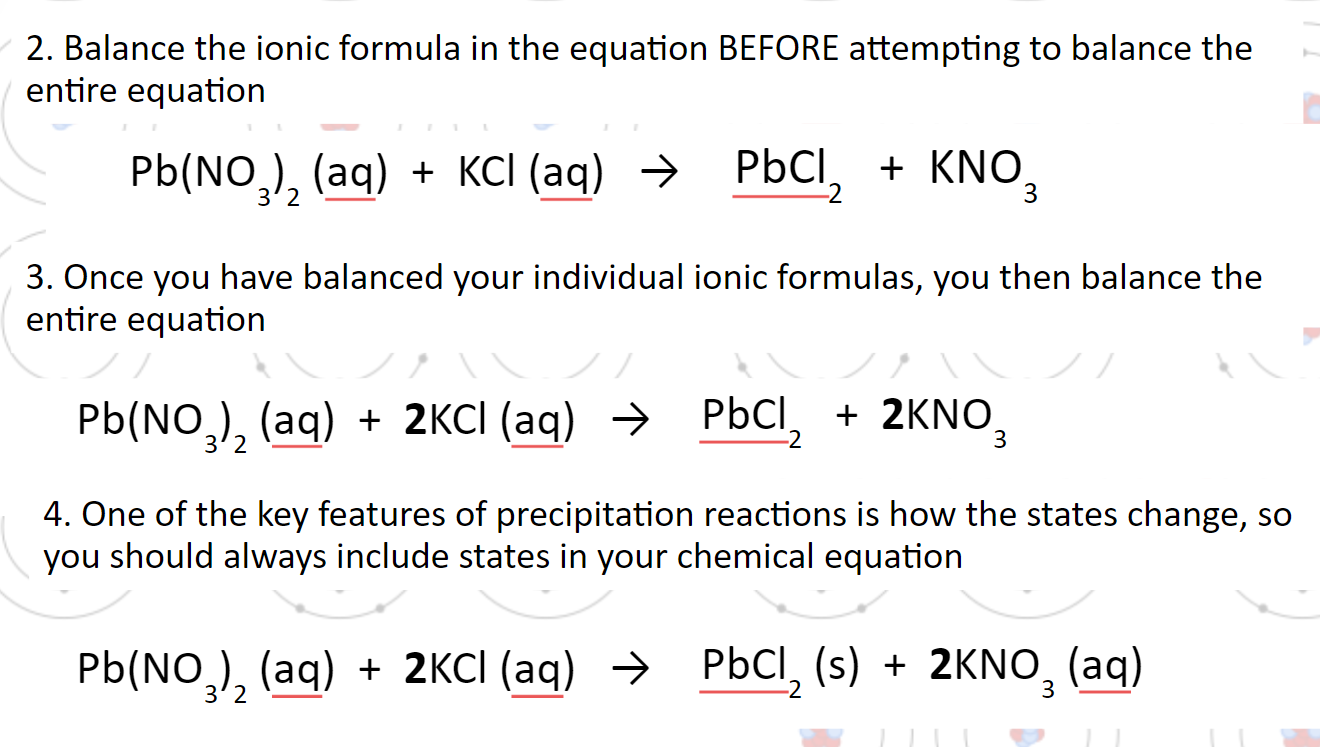 2. Balance the ionic formula in the equation BEFORE attempting to balance the
entire equation
Pb(NO₃)₂ (aq) + KCl (aq) → PbCl₂ + KNO₃
3. Once you have balanced your individual ionic formulas, you then balance the
entire equation
Pb(NO₃)₂ (aq) + 2KCl (aq) → PbCl₂ + 2KNO₃
4. One of the key features of precipitation reactions is how the states change, so
you should always include states in your chemical equation
Pb(NO₃)₂ (aq) + 2KCl (aq) → PbCl₂ (s) + 2KNO₃ (aq)